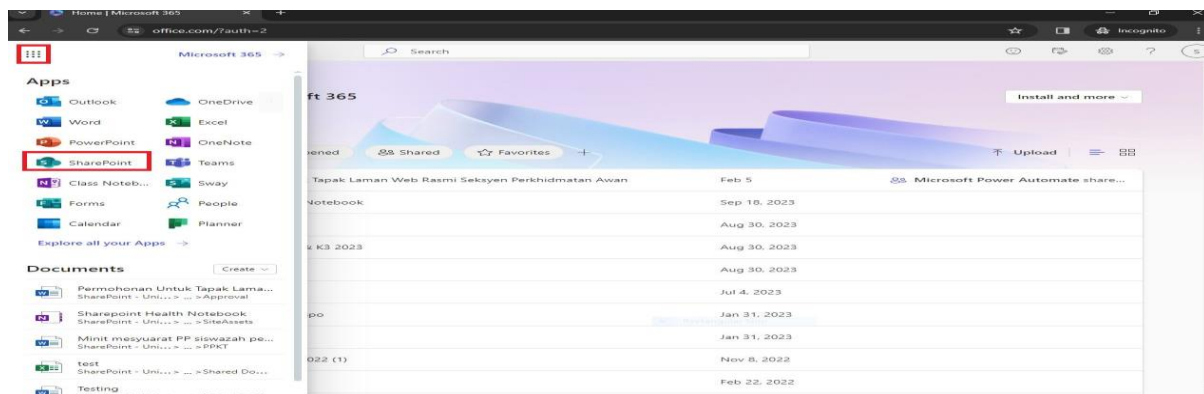 Home | Microsoft 365
office.com/?auth=2
Incognito
Microsoft 365 →
Search
?
S
Apps
Outlook OneDrive
Word Excel
PowerPoint OneNote
SharePoint Teams
Class Noteb... Sway
Forms People
Calendar Planner
Explore all your Apps →
Documents
Create
Permohonan Untuk Tapak Lama...
SharePoint - Uni... > ... > Approval
Sharepoint Health Notebook
SharePoint - Uni... > ... > SiteAssets
Minit mesyuarat PP siswazah pe...
SharePoint - Uni... > ... > PPKT
test
SharePoint - Uni... > ... > Shared Do...
Testing
ft 365
Install and more
ened Shared Favorites +
Upload
Tapak Laman Web Rasmi Seksyen Perkhidmatan Awan Feb 5 Microsoft Power Automate share...
Notebook Sep 18, 2023
Aug 30, 2023
& K3 2023 Aug 30, 2023
Aug 30, 2023
Jul 4, 2023
po Jan 31, 2023
Jan 31, 2023
022 (1) Nov 8, 2022
Feb 22, 2022